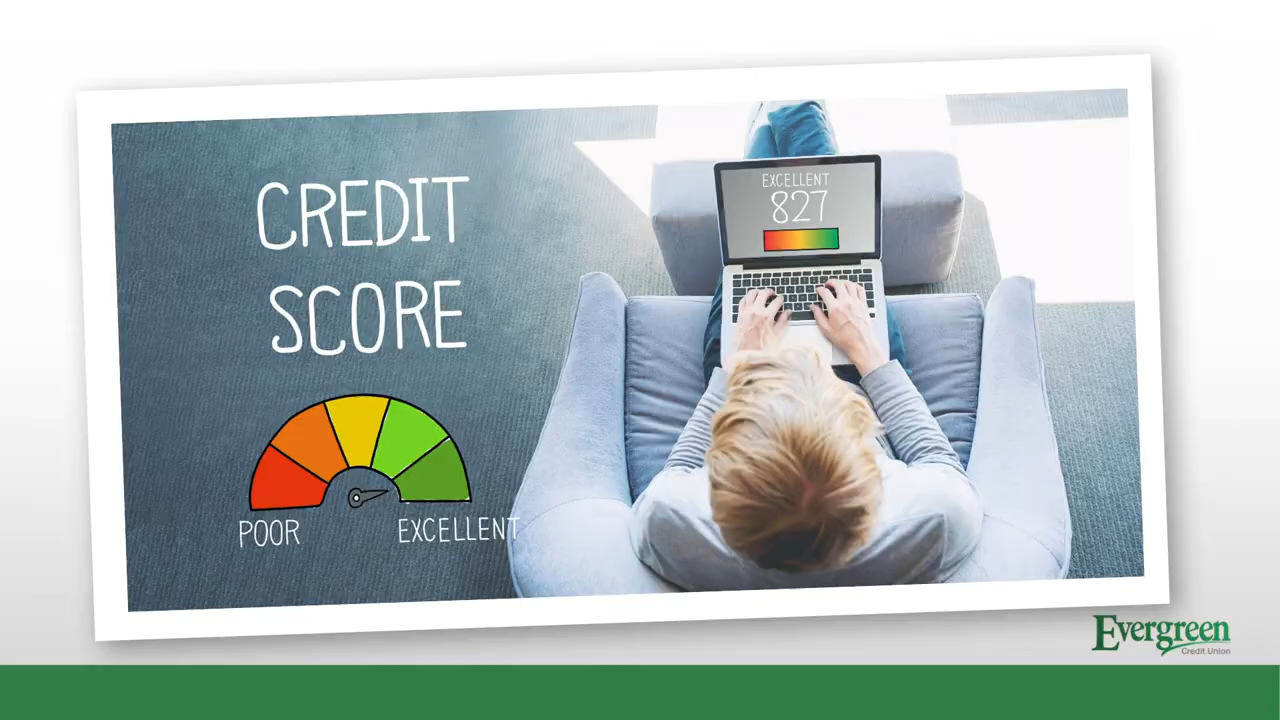 CREDIT
SCORE
POOR
EXCELLENT
EXCELLENT
827
Evergreen
Credit Union